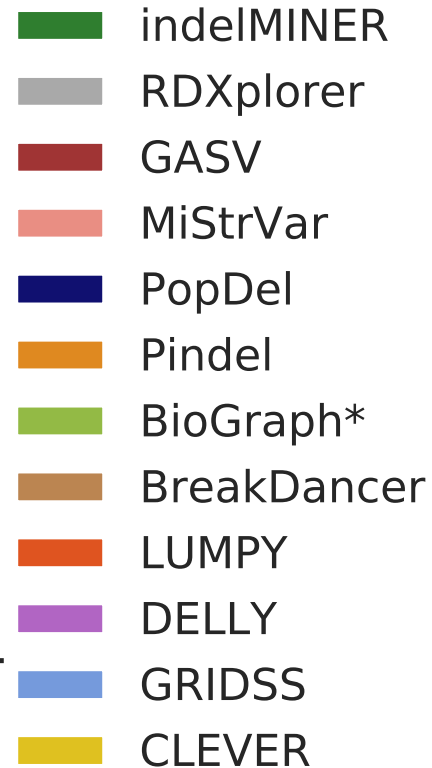 indelMINER
RDXplorer
GASV
MiStrVar
PopDel
Pindel
BioGraph*
BreakDancer
LUMPY
DELLY
GRIDSS
CLEVER